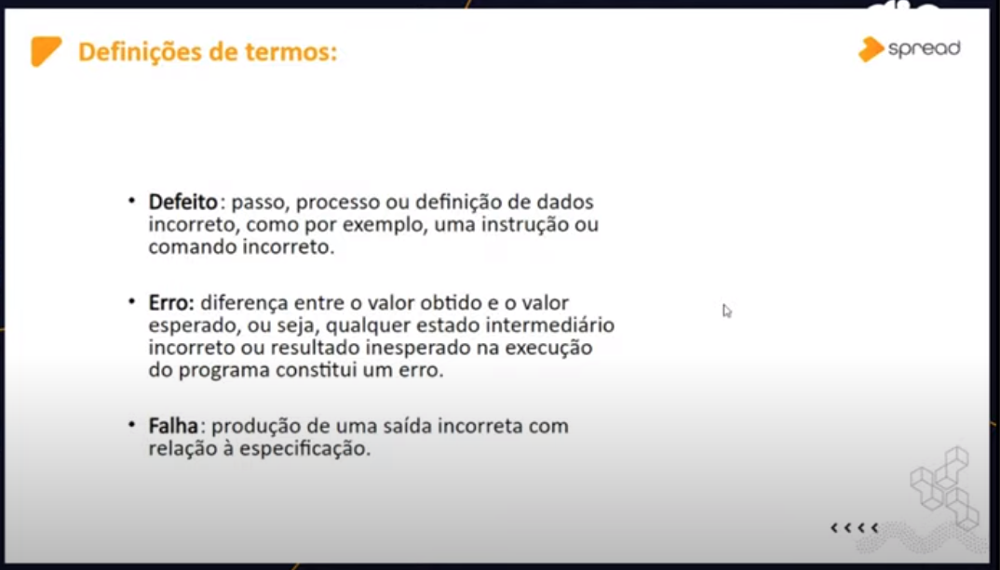 Definições de termos:
spread
• Defeito: passo, processo ou definição de dados
incorreto, como por exemplo, uma instrução ou
comando incorreto.
• Erro: diferença entre o valor obtido e o valor
esperado, ou seja, qualquer estado intermediário
incorreto ou resultado inesperado na execução
do programa constitui um erro.
• Falha: produção de uma saída incorreta com
relação à especificação.